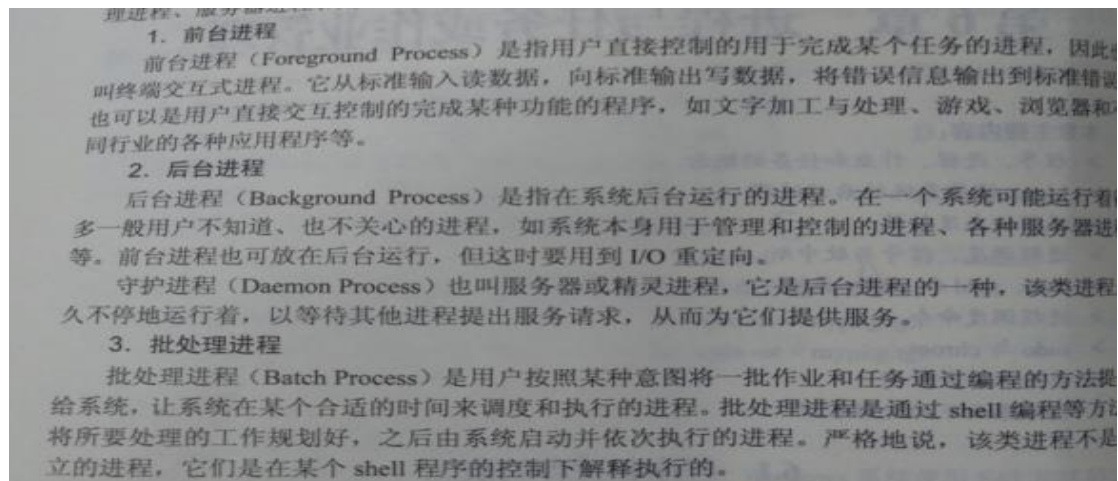 理进程、服务器进程
1. 前台进程
前台进程（Foreground Process）是指用户直接控制的用于完成某个任务的进程，因此
叫终端交互式进程。它从标准输入读数据，向标准输出写数据，将错误信息输出到标准错误
也可以是用户直接交互控制的完成某种功能的程序，如文字加工与处理、游戏、浏览器和
同行业的各种应用程序等。
2. 后台进程
后台进程（Background Process）是指在系统后台运行的进程。在一个系统可能运行着
多一般用户不知道、也不关心的进程，如系统本身用于管理和控制的进程、各种服务器进
等。前台进程也可放在后台运行，但这时要用到 I/O 重定向。
守护进程（Daemon Process）也叫服务器或精灵进程，它是后台进程的一种，该类进程
久不停地运行着，以等待其他进程提出服务请求，从而为它们提供服务。
3. 批处理进程
批处理进程（Batch Process）是用户按照某种意图将一批作业和任务通过编程的方法提
给系统，让系统在某个合适的时间来调度和执行的进程。批处理进程是通过 shell 编程等方法
将所要处理的工作规划好，之后由系统启动并依次执行的进程。严格地说，该类进程不是
立的进程，它们是在某个 shell 程序的控制下解释执行的。